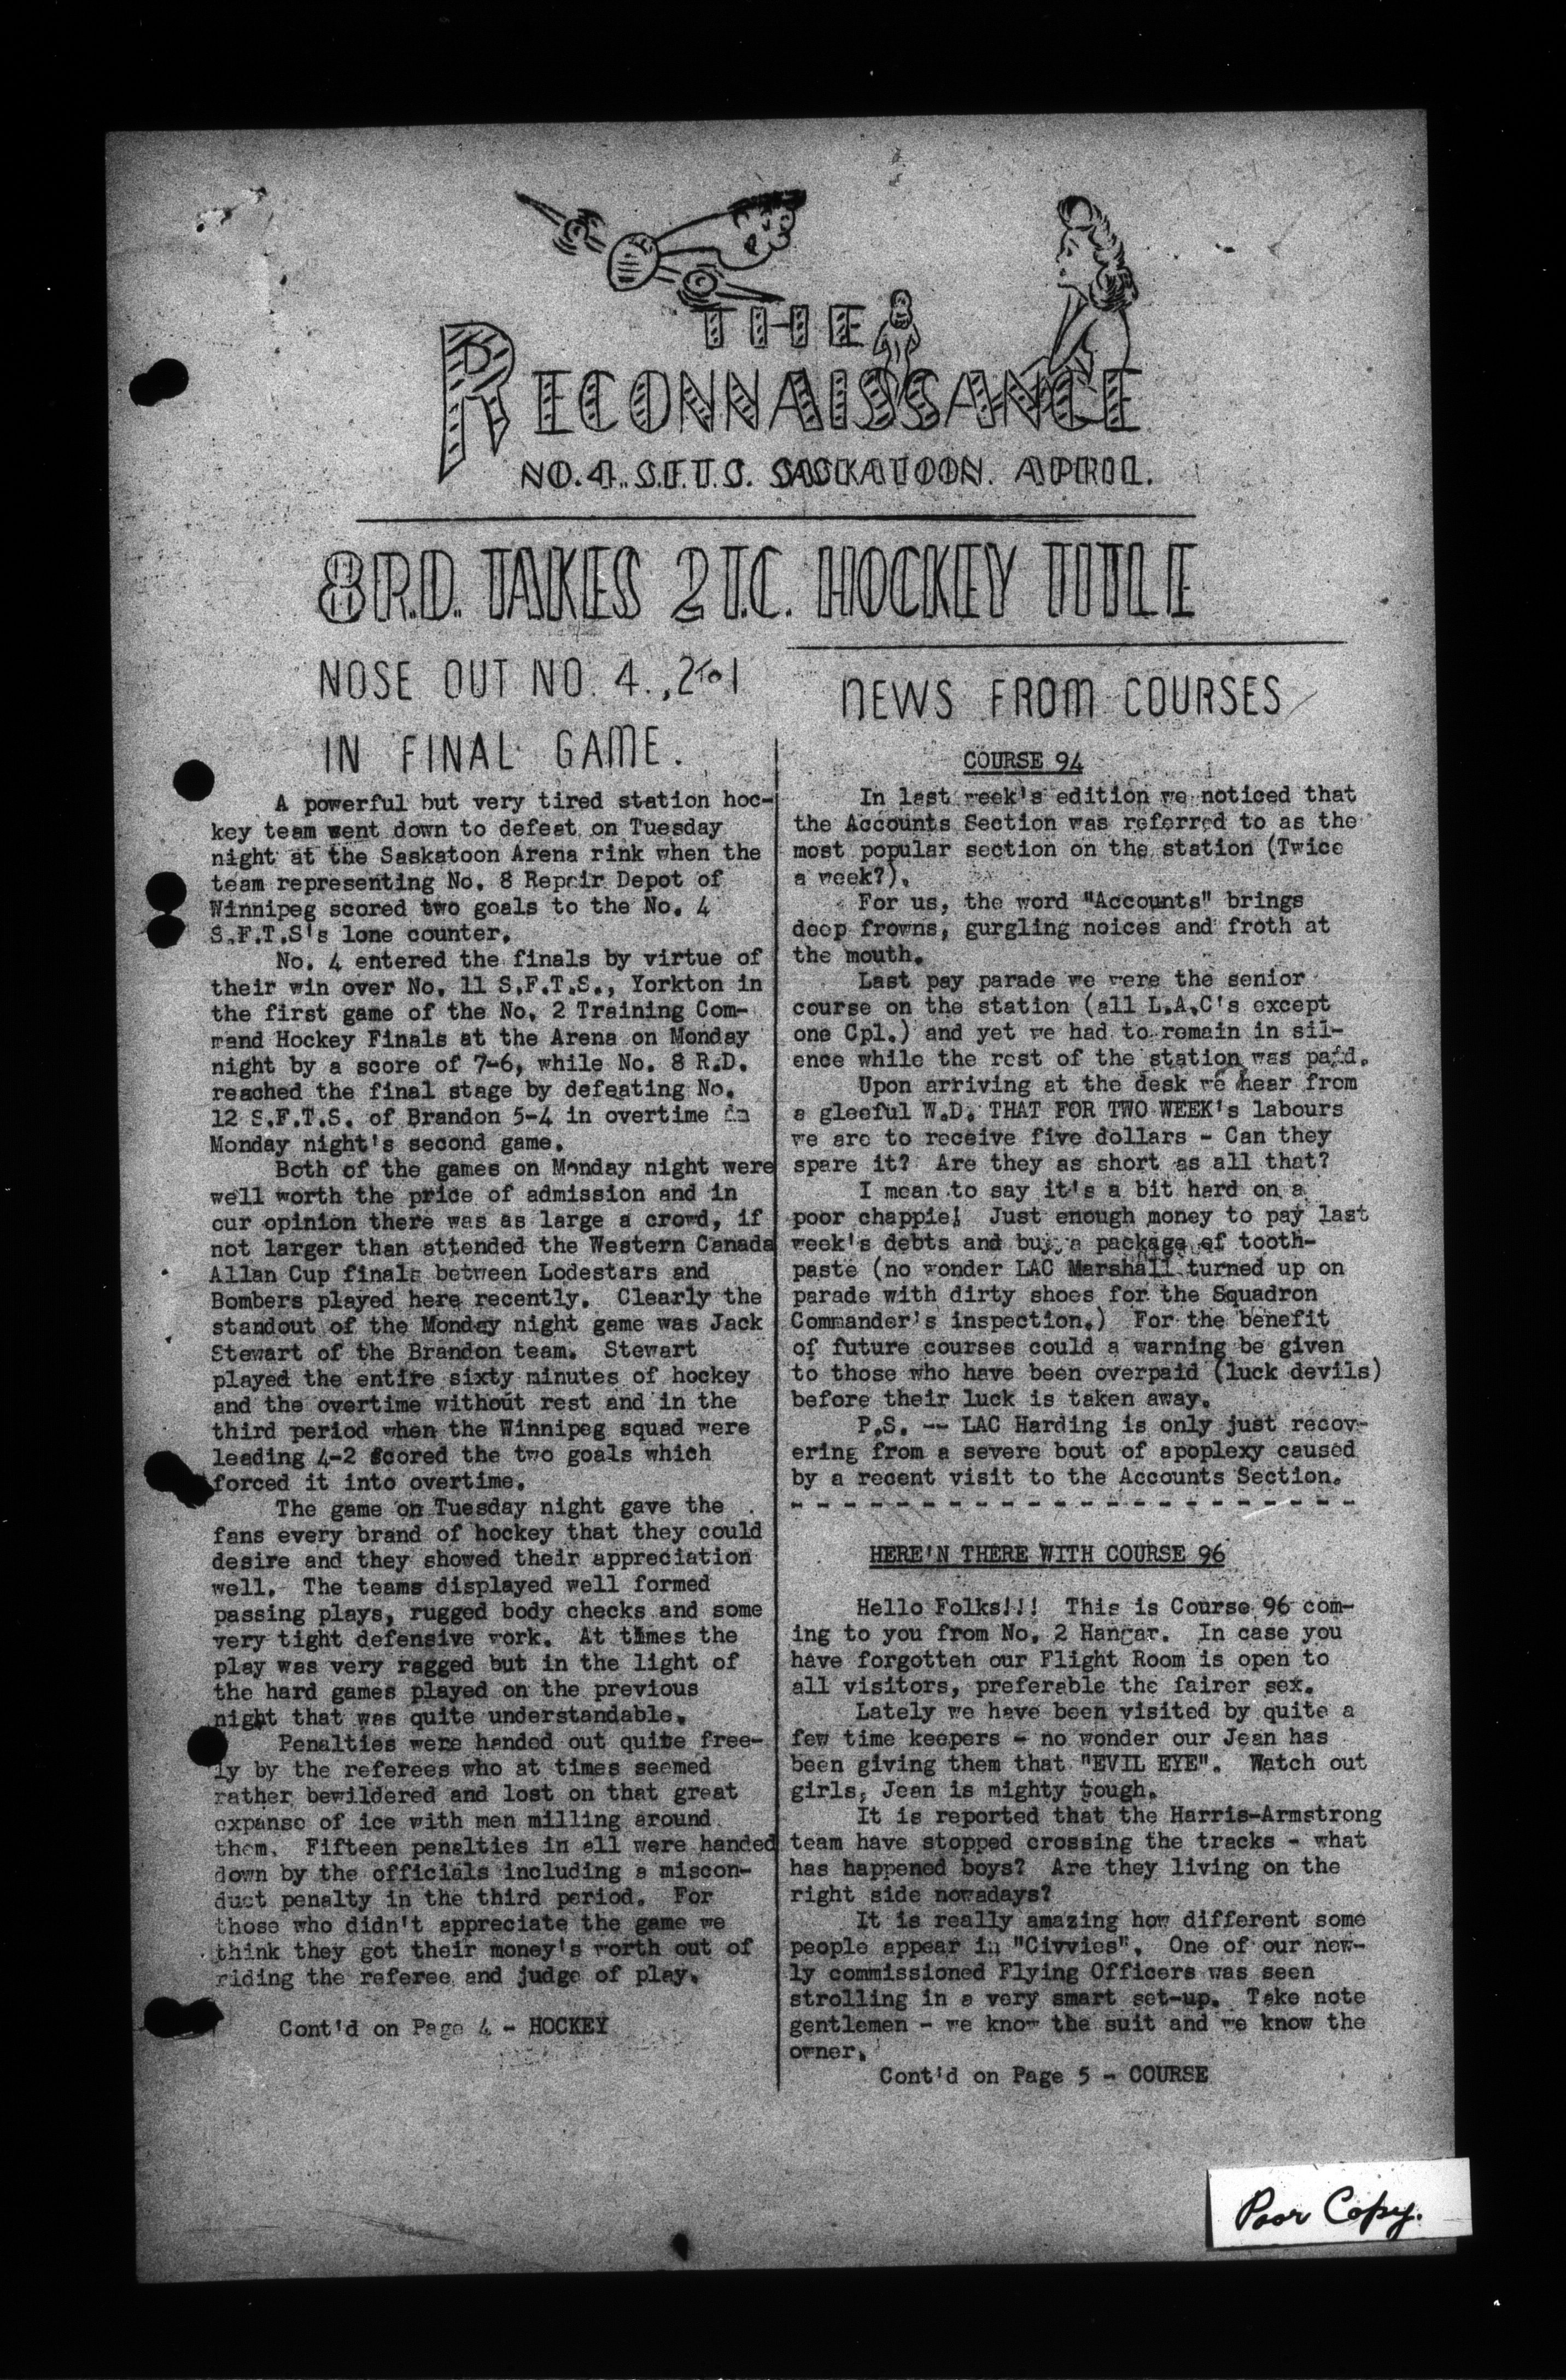 THE
RECONNAISSANCE
NO. 4. S.F.T.S. SASKATOON. APRIL.
8 R.D. TAKES 2 T.C. HOCKEY TITLE
NOSE OUT NO. 4., 2 to 1
IN FINAL GAME.
A powerful but very tired station hoc-
key team went down to defeat on Tuesday
night at the Saskatoon Arena rink when the
team representing No. 8 Repair Depot of
Winnipeg scored two goals to the No. 4
S.F.T.S's lone counter.
No. 4 entered the finals by virtue of
their win over No. 11 S.F.T.S., Yorkton in
the first game of the No. 2 Training Com-
mand Hockey Finals at the Arena on Monday
night by a score of 7-6, while No. 8 R.D.
reached the final stage by defeating No.
12 S.F.T.S. of Brandon 5-4 in overtime in
Monday night's second game.
Both of the games on Monday night were
well worth the price of admission and in
our opinion there was as large a crowd, if
not larger than attended the Western Canada
Allan Cup finals between Lodestars and
Bombers played here recently. Clearly the
standout of the Monday night game was Jack
Stewart of the Brandon team. Stewart
played the entire sixty minutes of hockey
and the overtime without rest and in the
third period when the Winnipeg squad were
leading 4-2 scored the two goals which
forced it into overtime.
The game on Tuesday night gave the
fans every brand of hockey that they could
desire and they showed their appreciation
well. The teams displayed well formed
passing plays, rugged body checks and some
very tight defensive work. At times the
play was very ragged but in the light of
the hard games played on the previous
night that was quite understandable.
Penalties were handed out quite free-
ly by the referees who at times seemed
rather bewildered and lost on that great
expanse of ice with men milling around
them. Fifteen penalties in all were handed
down by the officials including a miscon-
duct penalty in the third period. For
those who didn't appreciate the game we
think they got their money's worth out of
riding the referee and judge of play.
Cont'd on Page 4 - HOCKEY
NEWS FROM COURSES
COURSE 94
In last week's edition we noticed that
the Accounts Section was referred to as the
most popular section on the station (Twice
a week?).
For us, the word "Accounts" brings
deep frowns, gurgling noices and froth at
the mouth.
Last pay parade we were the senior
course on the station (all L.A.C's except
one Cpl.) and yet we had to remain in sil-
ence while the rest of the station was paid.
Upon arriving at the desk we hear from
a gleeful W.D. THAT FOR TWO WEEK's labours
we are to receive five dollars - Can they
spare it? Are they as short as all that?
I mean to say it's a bit hard on a
poor chappie! Just enough money to pay last
week's debts and buy a package of tooth-
paste (no wonder LAC Marshall turned up on
parade with dirty shoes for the Squadron
Commander's inspection.) For the benefit
of future courses could a warning be given
to those who have been overpaid (luck devils)
before their luck is taken away.
P.S. -- LAC Harding is only just recov-
ering from a severe bout of apoplexy caused
by a recent visit to the Accounts Section.
- - - - - - - - - - - - - - - - - - - - - -
HERE'N THERE WITH COURSE 96
Hello Folks!!! This is Course 96 com-
ing to you from No. 2 Hangar. In case you
have forgotten our Flight Room is open to
all visitors, preferable the fairer sex.
Lately we have been visited by quite a
few time keepers - no wonder our Jean has
been giving them that "EVIL EYE". Watch out
girls, Jean is mighty tough.
It is reported that the Harris-Armstrong
team have stopped crossing the tracks - what
has happened boys? Are they living on the
right side nowadays?
It is really amazing how different some
people appear in "Civvies". One of our new-
ly commissioned Flying Officers was seen
strolling in a very smart set-up. Take note
gentlemen - we know the suit and we know the
owner.
Cont'd on Page 5 - COURSE
Poor Copy.